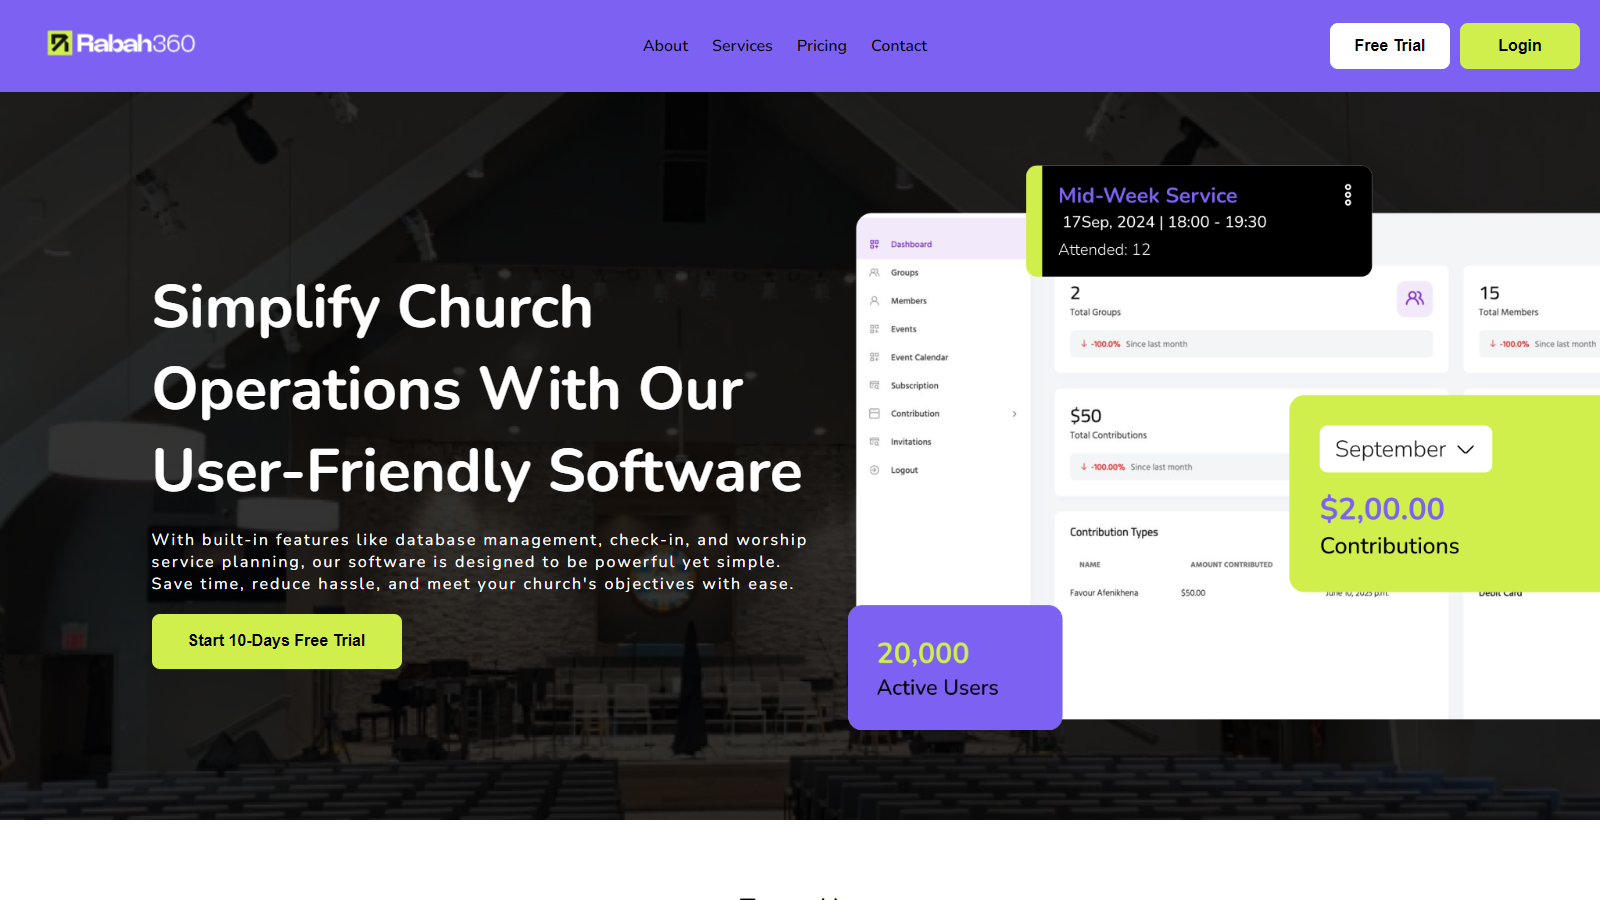 Rabah360
About
Services
Pricing
Contact
Free Trial
Login
Simplify Church
Operations With Our
User-Friendly Software
With built-in features like database management, check-in, and worship
service planning, our software is designed to be powerful yet simple.
Save time, reduce hassle, and meet your church's objectives with ease.
Start 10-Days Free Trial
Mid-Week Service
17Sep, 2024 | 18:00 - 19:30
Attended: 12
Dashboard
Groups
Members
Events
Event Calendar
Subscription
Contribution
Invitations
Logout
2
Total Groups
-100.0% Since last month
15
Total Members
-100.0% Since last month
$50
Total Contributions
-100.00% Since last month
September
$2,00.00
Contributions
Contribution Types
NAME
AMOUNT CONTRIBUTED
Favour Afenikhena
$50.00
June 10, 2025 p.m.
Debit Card
20,000
Active Users